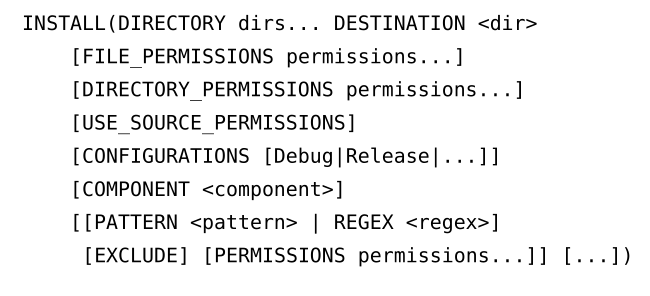 INSTALL(DIRECTORY dirs... DESTINATION <dir>
[FILE_PERMISSIONS permissions...]
[DIRECTORY_PERMISSIONS permissions...]
[USE_SOURCE_PERMISSIONS]
[CONFIGURATIONS [Debug|Release|...]]
[COMPONENT <component>]
[[PATTERN <pattern> | REGEX <regex>]
[EXCLUDE] [PERMISSIONS permissions...]] [...])